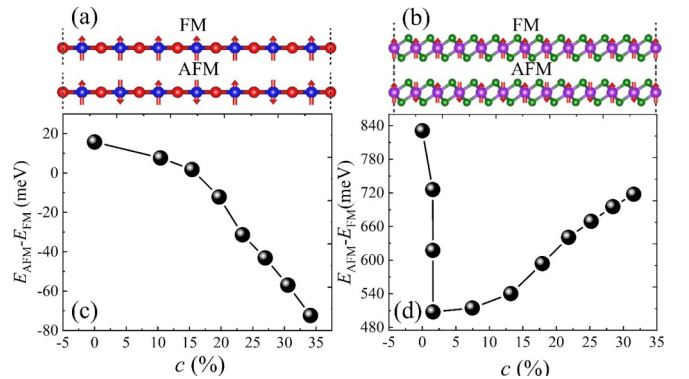 (a)
FM
AFM
(b)
FM
AFM
20
0
-20
-40
-60
-80
E_AFM-E_FM (meV)
(c)
-5 0 5 10 15 20 25 30 35
c (%)
840
780
720
660
600
540
480
E_AFM-E_FM(meV)
(d)
-5 0 5 10 15 20 25 30 35
c (%)